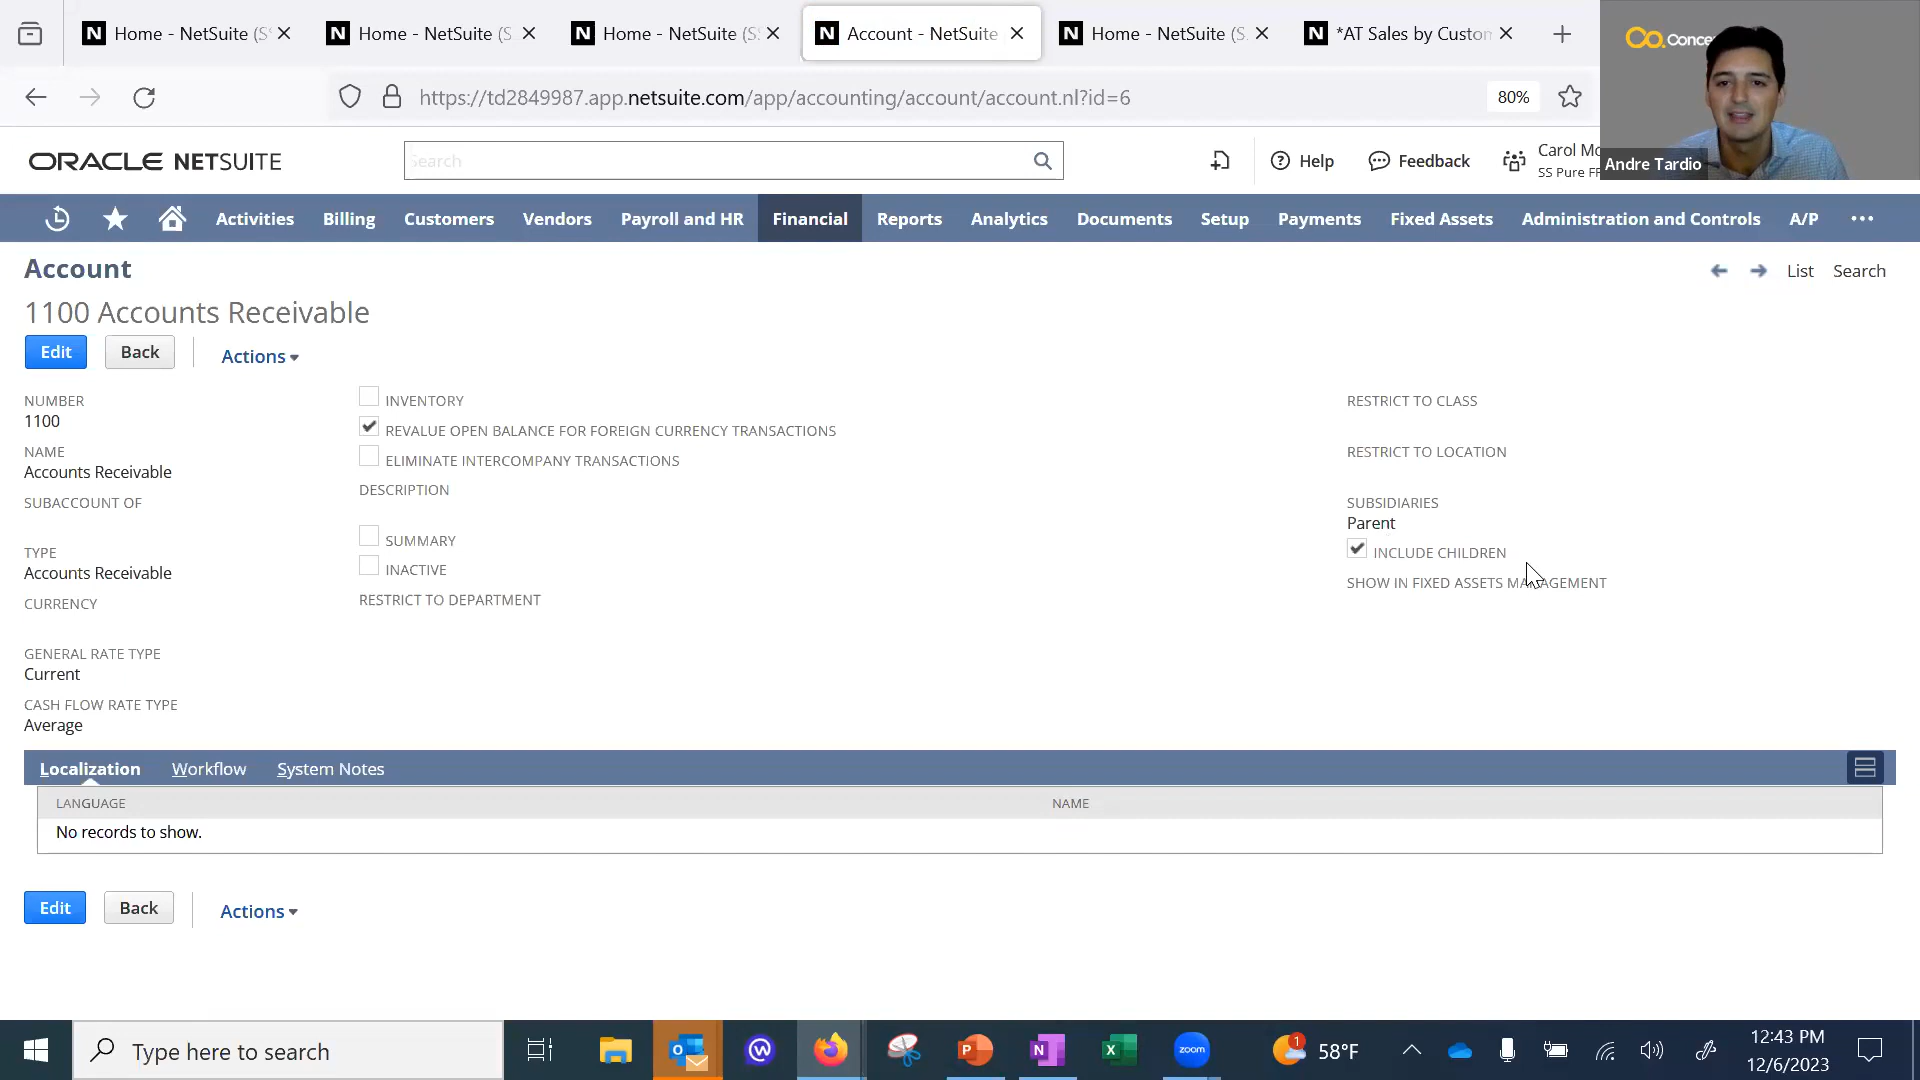 Home - NetSuite (S
Home - NetSuite (S
Home - NetSuite (S
Account - NetSuite
Home - NetSuite (S.
*AT Sales by Custom
https://td2849987.app.netsuite.com/app/accounting/account/account.nl?id=6
80%
Andre Tardio
ORACLE NETSUITE
Search
Help
Feedback
Carol Mc
SS Pure FF
Activities
Billing
Customers
Vendors
Payroll and HR
Financial
Reports
Analytics
Documents
Setup
Payments
Fixed Assets
Administration and Controls
A/P
Account
List
Search
1100 Accounts Receivable
Edit
Back
Actions
NUMBER
1100
NAME
Accounts Receivable
SUBACCOUNT OF
TYPE
Accounts Receivable
CURRENCY
GENERAL RATE TYPE
Current
CASH FLOW RATE TYPE
Average
INVENTORY
REVALUE OPEN BALANCE FOR FOREIGN CURRENCY TRANSACTIONS
ELIMINATE INTERCOMPANY TRANSACTIONS
DESCRIPTION
SUMMARY
INACTIVE
RESTRICT TO DEPARTMENT
RESTRICT TO CLASS
RESTRICT TO LOCATION
SUBSIDIARIES
Parent
INCLUDE CHILDREN
SHOW IN FIXED ASSETS MANAGEMENT
Localization
Workflow
System Notes
LANGUAGE
NAME
No records to show.
Edit
Back
Actions
Type here to search
zoom
1
58°F
12:43 PM
12/6/2023